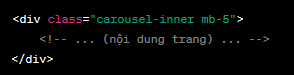 <div class="carousel-inner mb-5">
<!-- ... (nội dung trang) ... -->
</div>